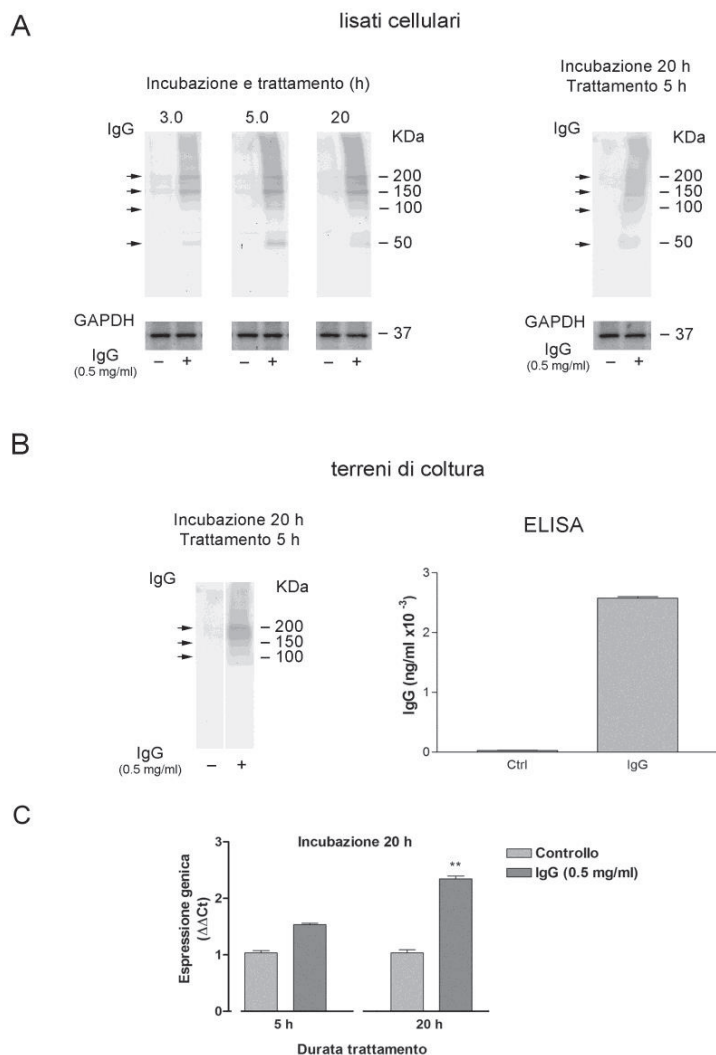 A
lisati cellulari
Incubazione e trattamento (h)
3.0 5.0 20
IgG
KDa
– 200
– 150
– 100
– 50
GAPDH
– 37
IgG
(0.5 mg/ml)
– + – + – +
Incubazione 20 h
Trattamento 5 h
IgG
– 200
– 150
– 100
– 50
GAPDH
– 37
IgG
(0.5 mg/ml)
– +
B
terreni di coltura
Incubazione 20 h
Trattamento 5 h
IgG
KDa
– 200
– 150
– 100
IgG
(0.5 mg/ml)
– +
ELISA
IgG (ng/ml x10⁻³)
3
2
1
0
Ctrl IgG
C
Incubazione 20 h
Espressione genica
(ΔΔCt)
3
2
1
0
**
5 h 20 h
Durata trattamento
Controllo
IgG (0.5 mg/ml)